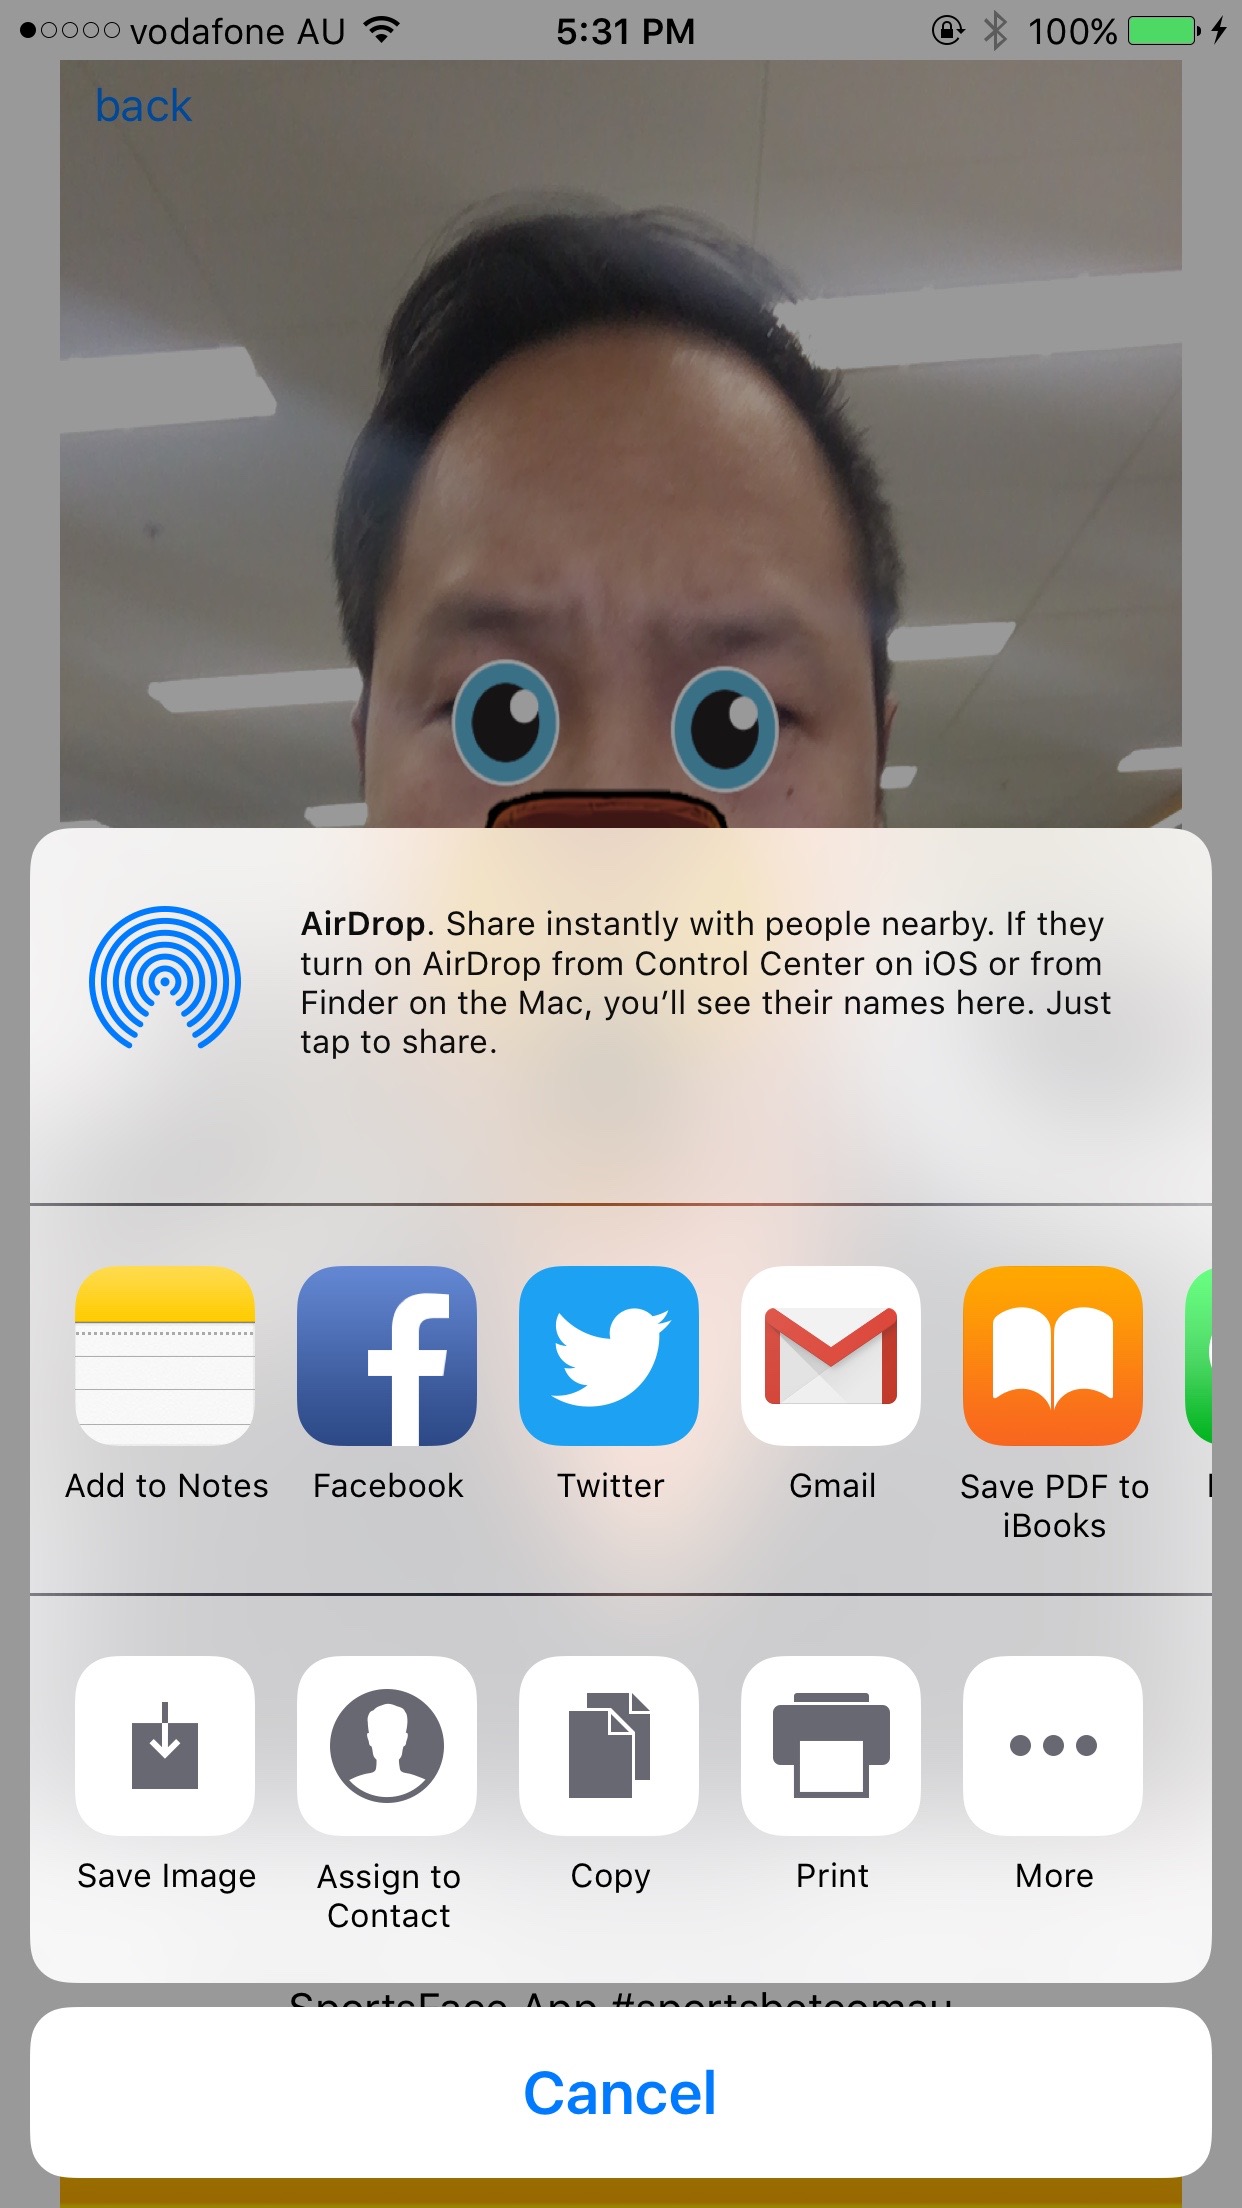 vodafone AU 5:31 PM 100%
back
AirDrop. Share instantly with people nearby. If they
turn on AirDrop from Control Center on iOS or from
Finder on the Mac, you’ll see their names here. Just
tap to share.
Add to Notes Facebook Twitter Gmail Save PDF to
iBooks
Save Image Assign to Copy Print More
Contact
SportsFace App #sportsbetcomau
Cancel